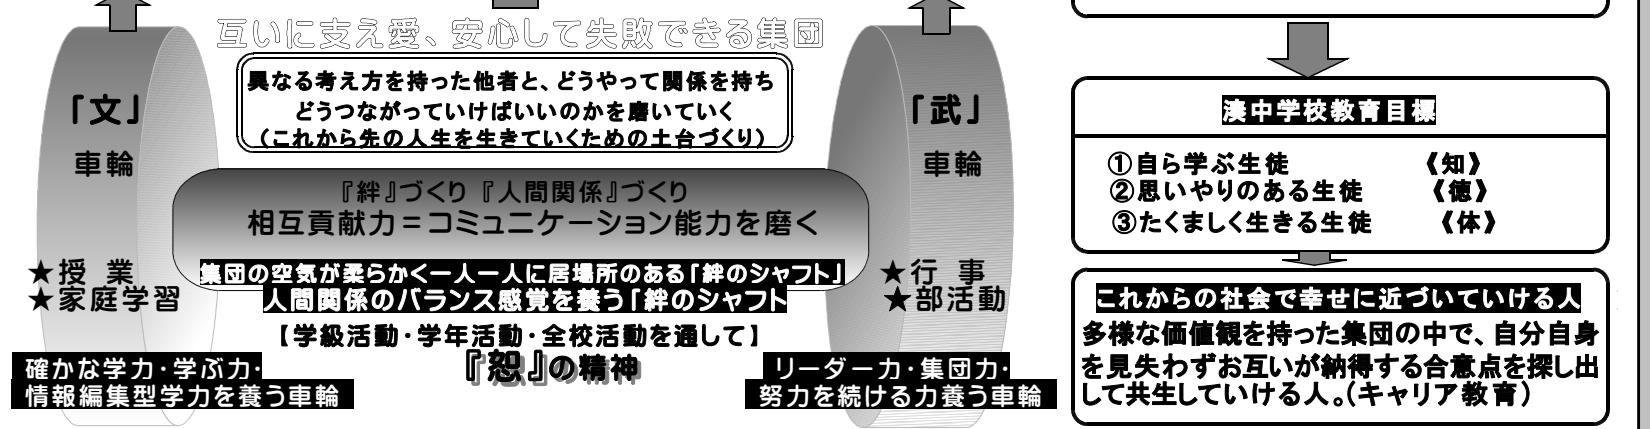 互いに支え愛、安心して失敗できる集団
異なる考え方を持った他者と、どうやって関係を持ち
どうつながっていけばいいのかを磨いていく
（これから先の人生を生きていくための土台づくり）
「文」
車輪
『絆』づくり 『人間関係』づくり
相互貢献力＝コミュニケーション能力を磨く
集団の空気が柔らかく一人一人に居場所のある「絆のシャフト」
人間関係のバランス感覚を養う「絆のシャフト
【学級活動・学年活動・全校活動を通して】
『恕』の精神
★授　業
★家庭学習
確かな学力・学ぶ力・
情報編集型学力を養う車輪
「武」
車輪
★行　事
★部活動
リーダー力・集団力・
努力を続ける力養う車輪
湊中学校教育目標
①自ら学ぶ生徒　《知》
②思いやりのある生徒　《徳》
③たくましく生きる生徒　《体》
これからの社会で幸せに近づいていける人
多様な価値観を持った集団の中で、自分自身
を見失わずお互いが納得する合意点を探し出
して共生していける人。（キャリア教育）